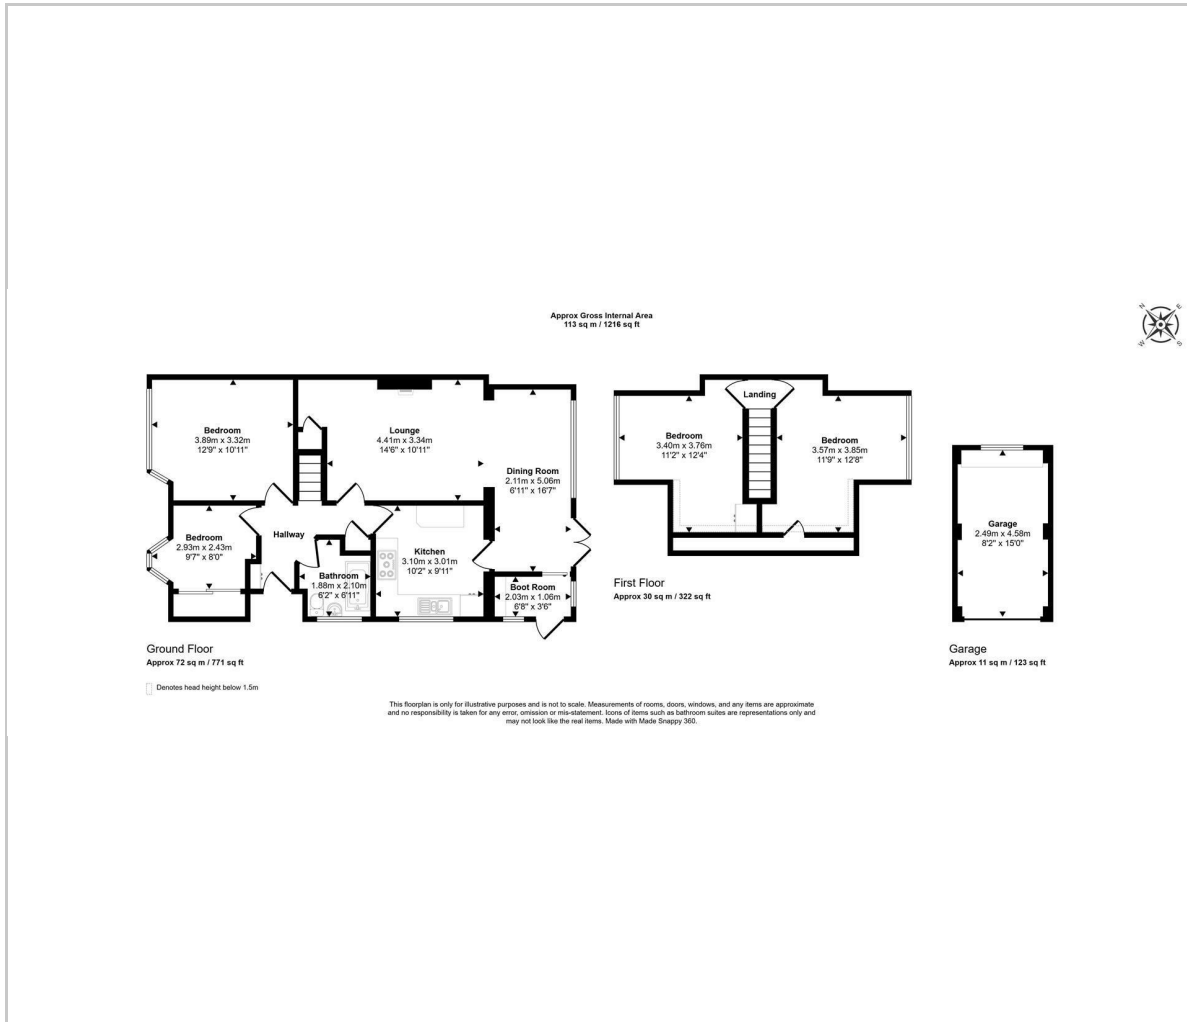 Approx Gross Internal Area
113 sq m / 1216 sq ft
N
E
W
S
Bedroom
3.89m x 3.32m
12'9" x 10'11"
Lounge
4.41m x 3.34m
14'6" x 10'11"
Dining Room
2.11m x 5.06m
6'11" x 16'7"
Bedroom
2.93m x 2.43m
9'7" x 8'0"
Hallway
Bathroom
1.88m x 2.10m
6'2" x 6'11"
Kitchen
3.10m x 3.01m
10'2" x 9'11"
Boot Room
2.03m x 1.06m
6'8" x 3'6"
Ground Floor
Approx 72 sq m / 771 sq ft
Landing
Bedroom
3.40m x 3.76m
11'2" x 12'4"
Bedroom
3.57m x 3.85m
11'9" x 12'8"
First Floor
Approx 30 sq m / 322 sq ft
Garage
2.49m x 4.58m
8'2" x 15'0"
Garage
Approx 11 sq m / 123 sq ft
Denotes head height below 1.5m
This floorplan is only for illustrative purposes and is not to scale. Measurements of rooms, doors, windows, and any items are approximate
and no responsibility is taken for any error, omission or mis-statement. Icons of items such as bathroom suites are representations only and
may not look like the real items. Made with Made Snappy 360.